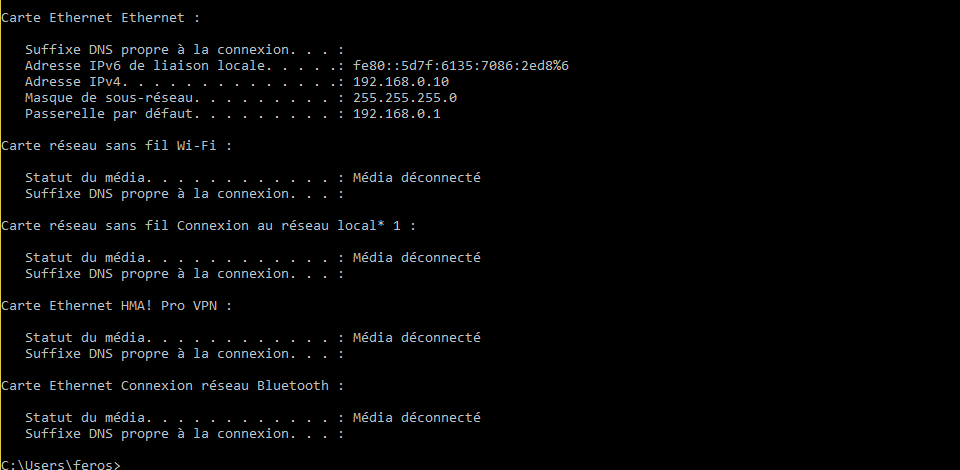 Carte Ethernet Ethernet :
Suffixe DNS propre à la connexion. . . :
Adresse IPv6 de liaison locale. . . . .: fe80::5d7f:6135:7086:2ed8%6
Adresse IPv4. . . . . . . . . . . . . .: 192.168.0.10
Masque de sous-réseau. . . . . . . . . : 255.255.255.0
Passerelle par défaut. . . . . . . . . : 192.168.0.1
Carte réseau sans fil Wi-Fi :
Statut du média. . . . . . . . . . . . : Média déconnecté
Suffixe DNS propre à la connexion. . . :
Carte réseau sans fil Connexion au réseau local* 1 :
Statut du média. . . . . . . . . . . . : Média déconnecté
Suffixe DNS propre à la connexion. . . :
Carte Ethernet HMA! Pro VPN :
Statut du média. . . . . . . . . . . . : Média déconnecté
Suffixe DNS propre à la connexion. . . :
Carte Ethernet Connexion réseau Bluetooth :
Statut du média. . . . . . . . . . . . : Média déconnecté
Suffixe DNS propre à la connexion. . . :
C:\Users\feros>